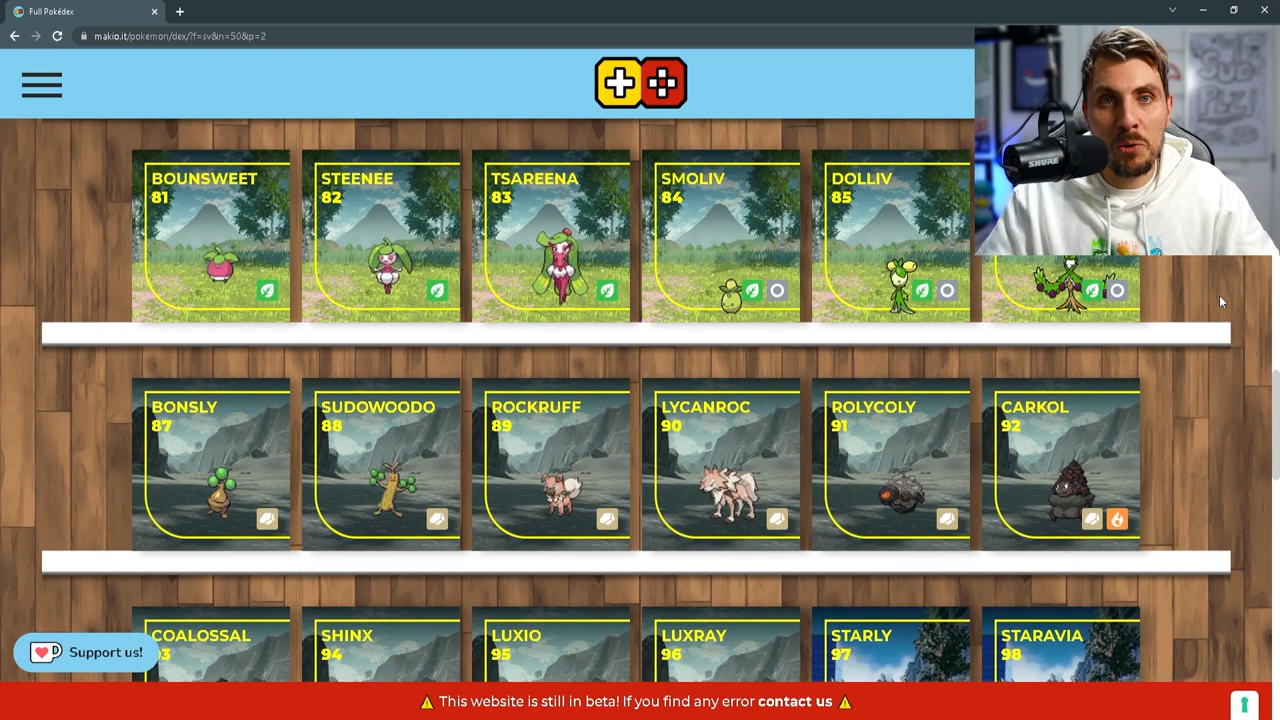 Full Pokédex
makio.it/pokemon/dex/?f=sv&n=50&p=2
SHURE
BOUNSWEET
81
STEENEE
82
TSAREENA
83
SMOLIV
84
DOLLIV
85
BONSLY
87
SUDOWOODO
88
ROCKRUFF
89
LYCANROC
90
ROLYCOLY
91
CARKOL
92
COALOSSAL
3
SHINX
94
LUXIO
95
LUXRAY
96
STARLY
97
STARAVIA
98
Support us!
This website is still in beta! If you find any error contact us